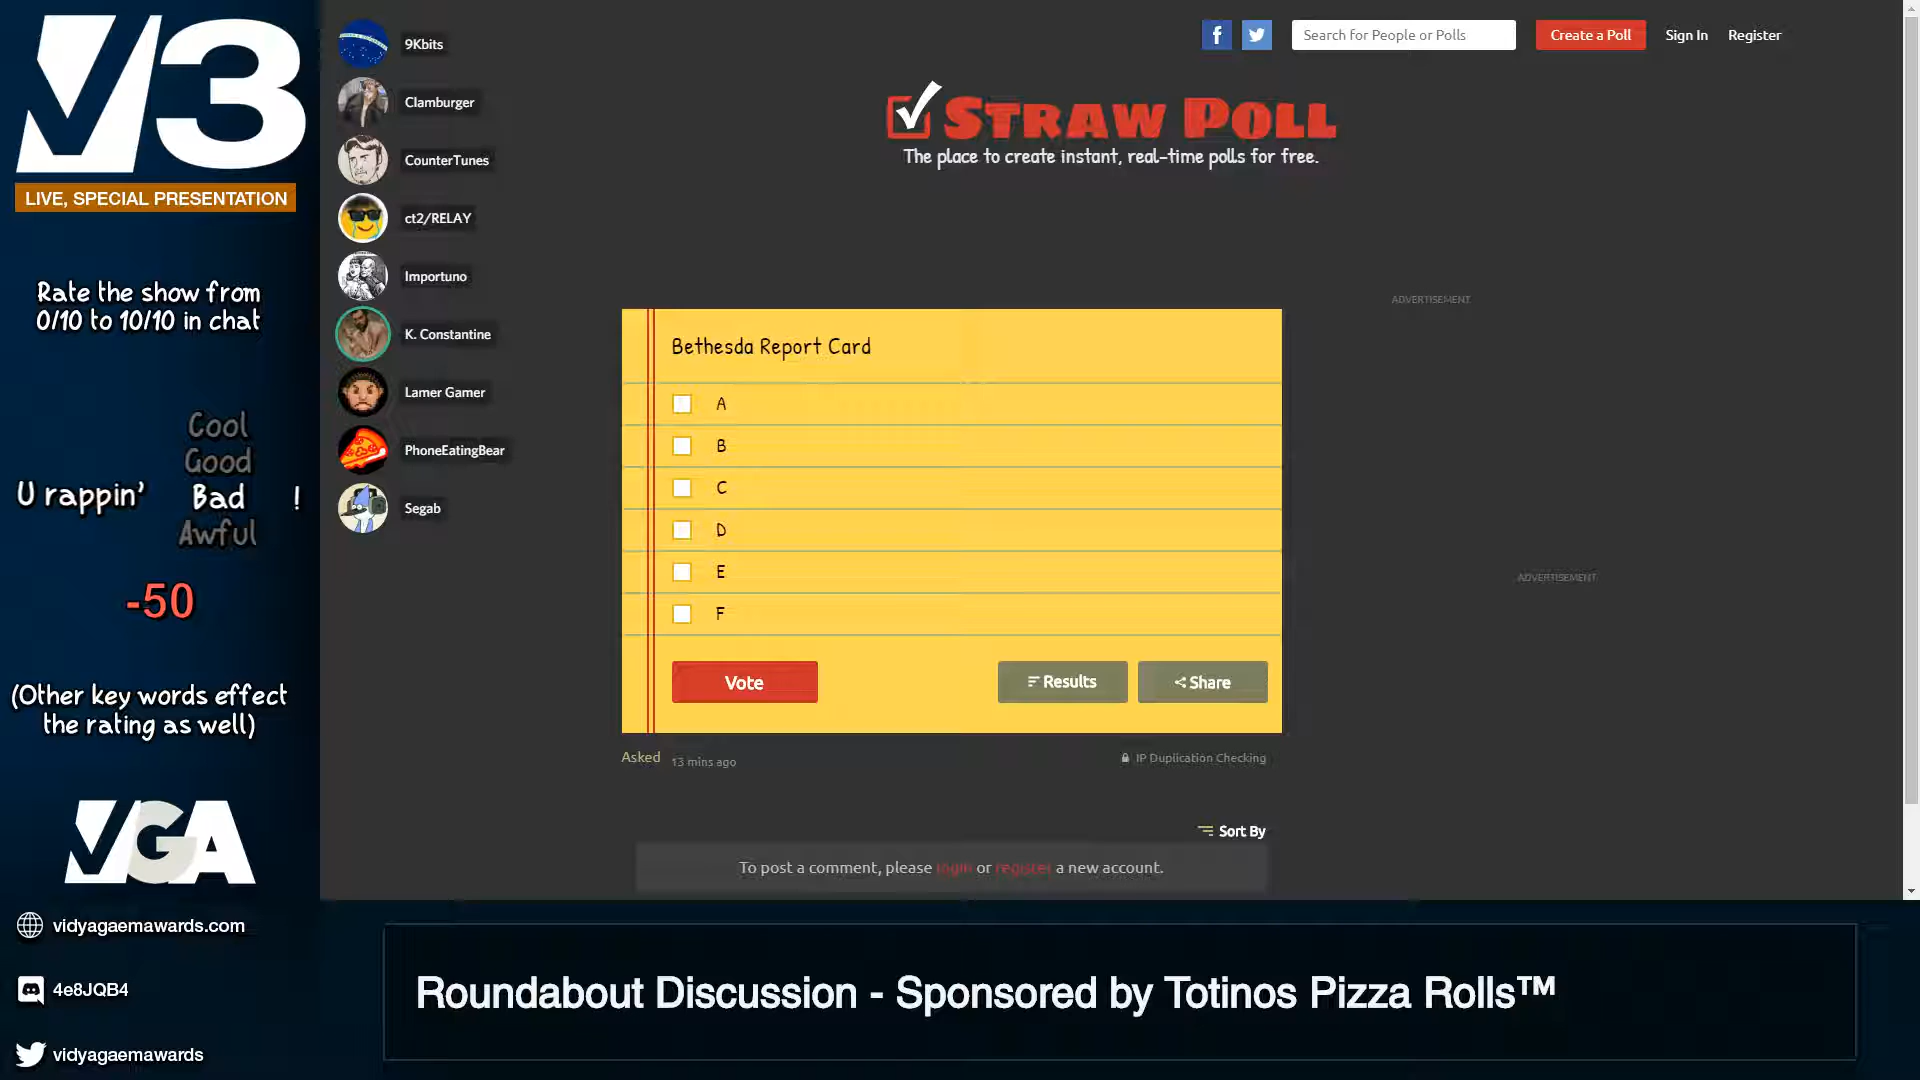 V3
LIVE, SPECIAL PRESENTATION
Rate the show from
0/10 to 10/10 in chat
Cool
Good
U rappin' Bad !
Awful
-50
(Other key words effect
the rating as well)
VGA
vidyagaemawards.com
4e8JQB4
vidyagaemawards
9Kbits
Clamburger
CounterTunes
ct2/RELAY
Importuno
K. Constantine
Lamer Gamer
PhoneEatingBear
Segab
f
Search for People or Polls
Create a Poll
Sign In
Register
STRAW POLL
The place to create instant, real-time polls for free.
ADVERTISEMENT
Bethesda Report Card
A
B
C
D
E
F
Vote
Results
Share
Asked 13 mins ago
IP Duplication Checking
ADVERTISEMENT
Sort By
To post a comment, please login or register a new account.
Roundabout Discussion - Sponsored by Totinos Pizza Rolls™